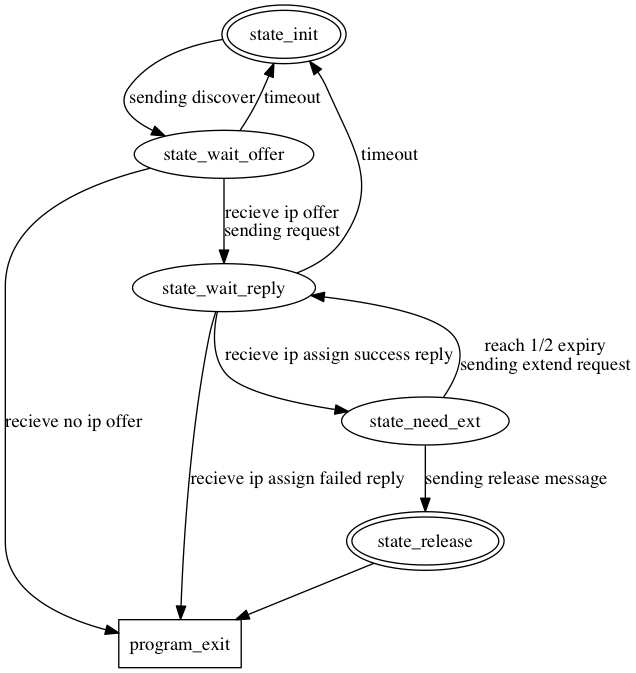 state_init
sending discover
timeout
timeout
state_wait_offer
recieve ip offer
sending request
state_wait_reply
reach 1/2 expiry
sending extend request
recieve ip assign success reply
state_need_ext
recieve no ip offer
recieve ip assign failed reply
sending release message
state_release
program_exit